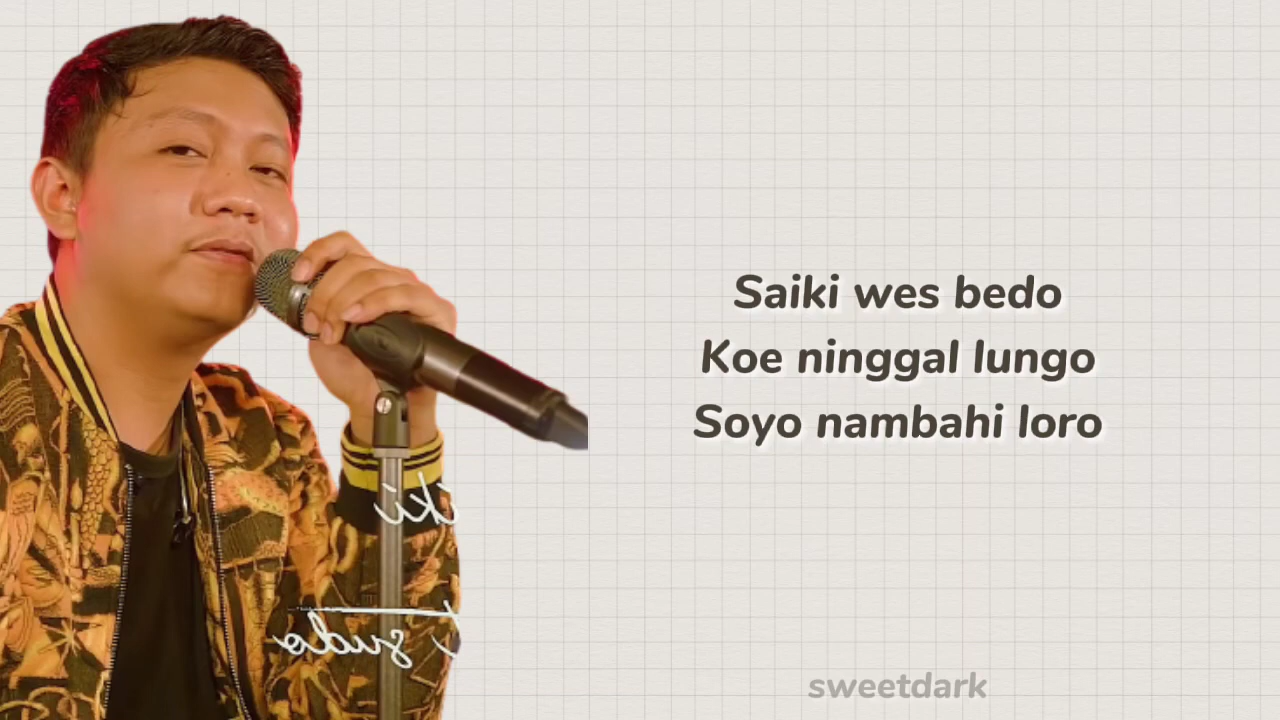 Saiki wes bedo
Koe ninggal lungo
Soyo nambahi loro
sweetdark